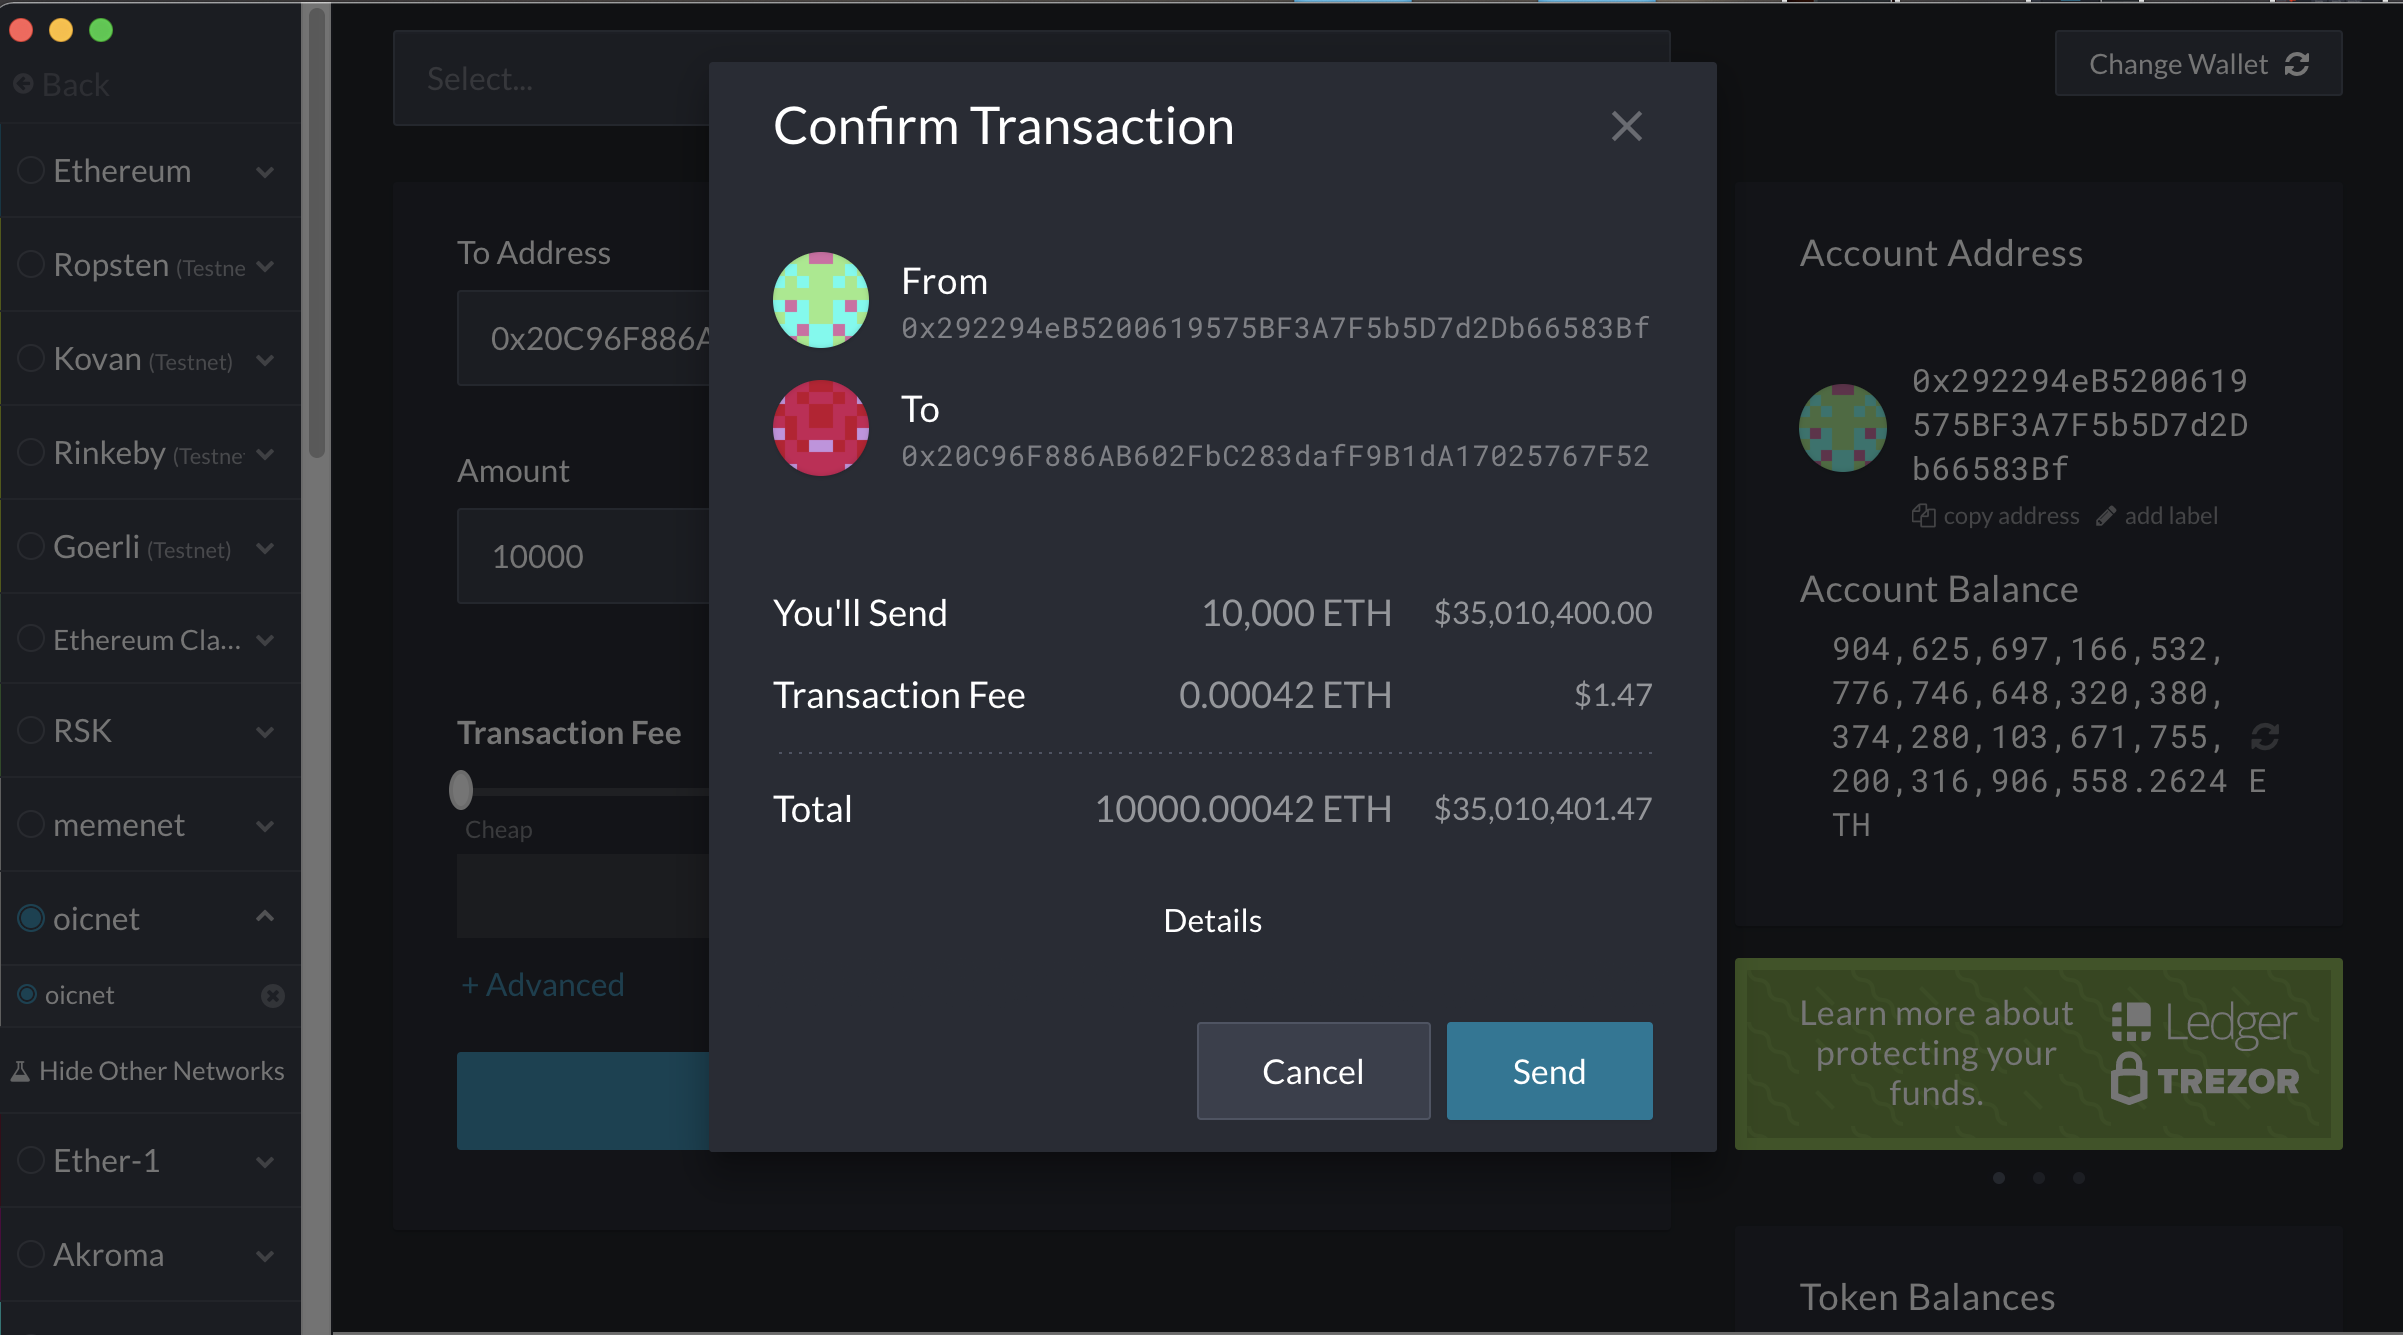 Back
Ethereum
Ropsten (Testne
Kovan (Testnet)
Rinkeby (Testne
Goerli (Testnet)
Ethereum Cla...
RSK
memenet
oicnet
oicnet
Hide Other Networks
Ether-1
Akroma
Select...
Change Wallet
To Address
0x20C96F886A
Amount
10000
Transaction Fee
Cheap
+ Advanced
Confirm Transaction
From
0x292294eB5200619575BF3A7F5b5D7d2Db66583Bf
To
0x20C96F886AB602FbC283dafF9B1dA17025767F52
You'll Send 10,000 ETH $35,010,400.00
Transaction Fee 0.00042 ETH $1.47
Total 10000.00042 ETH $35,010,401.47
Details
Cancel Send
Account Address
0x292294eB5200619
575BF3A7F5b5D7d2D
b66583Bf
copy address add label
Account Balance
904,625,697,166,532,
776,746,648,320,380,
374,280,103,671,755,
200,316,906,558.2624 E
TH
Learn more about
protecting your
funds.
Ledger
TREZOR
Token Balances